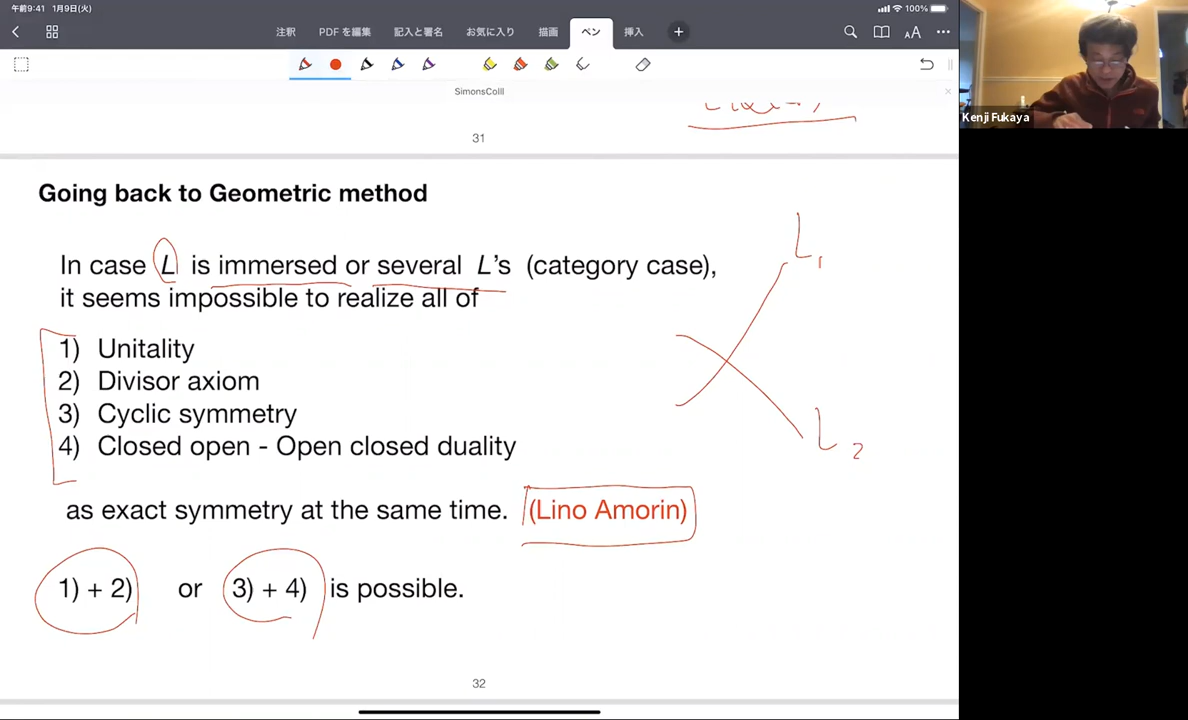 午前9:41 1月9日(火)
100%
注釈 PDF を編集 記入と署名 お気に入り 描画 ペン 挿入
AA
SimonsColll
Kenji Fukaya
31
Going back to Geometric method
In case L is immersed or several L's (category case),
it seems impossible to realize all of
1) Unitality
2) Divisor axiom
3) Cyclic symmetry
4) Closed open - Open closed duality
as exact symmetry at the same time. (Lino Amorin)
1) + 2) or 3) + 4) is possible.
L1
L2
32